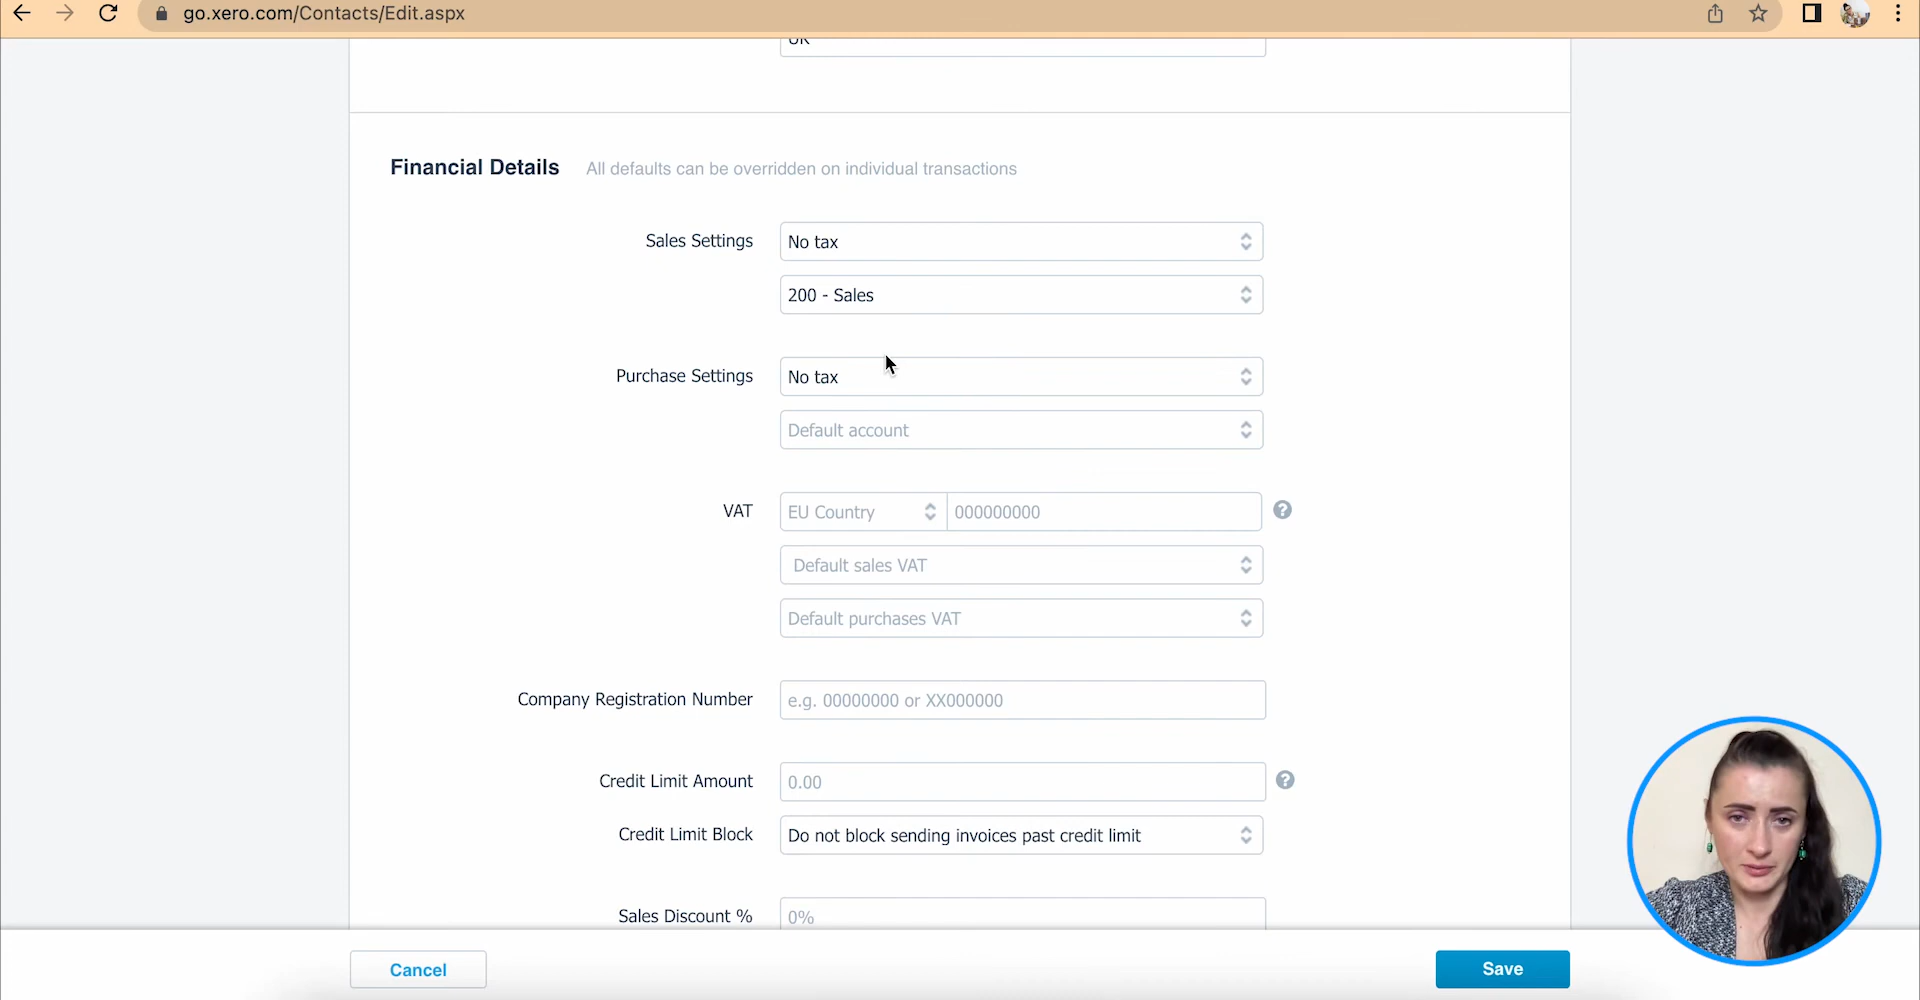 go.xero.com/Contacts/Edit.aspx
UK
Financial Details All defaults can be overridden on individual transactions
Sales Settings No tax
200 - Sales
Purchase Settings No tax
Default account
VAT EU Country 000000000 ?
Default sales VAT
Default purchases VAT
Company Registration Number e.g. 00000000 or XX000000
Credit Limit Amount 0.00 ?
Credit Limit Block Do not block sending invoices past credit limit
Sales Discount % 0%
Cancel Save